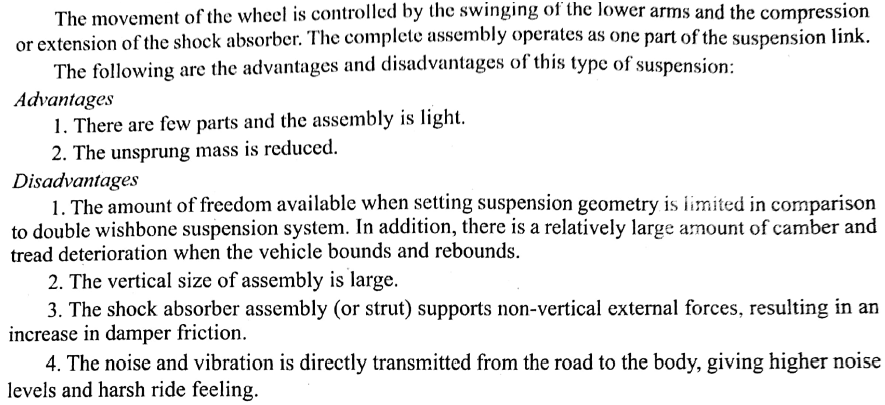 The movement of the wheel is controlled by the swinging of the lower arms and the compression
or extension of the shock absorber. The complete assembly operates as one part of the suspension link.
The following are the advantages and disadvantages of this type of suspension:
Advantages
1. There are few parts and the assembly is light.
2. The unsprung mass is reduced.
Disadvantages
1. The amount of freedom available when setting suspension geometry is limited in comparison
to double wishbone suspension system. In addition, there is a relatively large amount of camber and
tread deterioration when the vehicle bounds and rebounds.
2. The vertical size of assembly is large.
3. The shock absorber assembly (or strut) supports non-vertical external forces, resulting in an
increase in damper friction.
4. The noise and vibration is directly transmitted from the road to the body, giving higher noise
levels and harsh ride feeling.